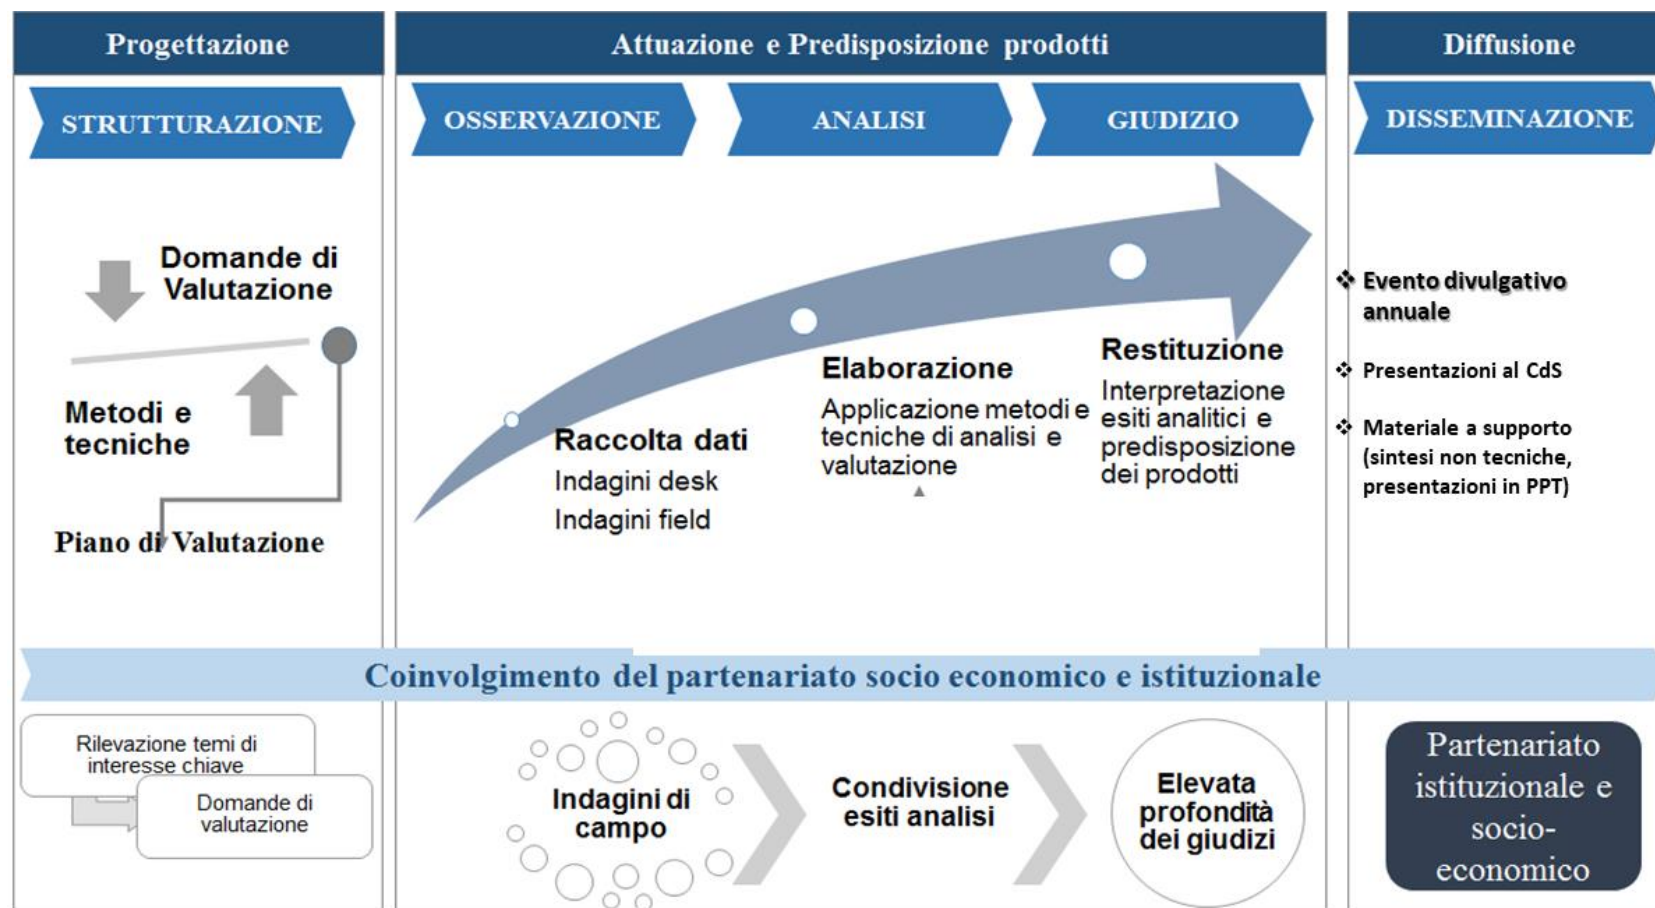 Progettazione
Attuazione e Predisposizione prodotti
Diffusione
STRUTTURAZIONE
OSSERVAZIONE
ANALISI
GIUDIZIO
DISSEMINAZIONE
Domande di
Valutazione
Metodi e
tecniche
Piano di Valutazione
Raccolta dati
Indagini desk
Indagini field
Elaborazione
Applicazione metodi e
tecniche di analisi e
valutazione
Restituzione
Interpretazione
esiti analitici e
predisposizione
dei prodotti
❖ Evento divulgativo
annuale
❖ Presentazioni al CdS
❖ Materiale a supporto
(sintesi non tecniche,
presentazioni in PPT)
Coinvolgimento del partenariato socio economico e istituzionale
Rilevazione temi di
interesse chiave
Domande di
valutazione
Indagini di
campo
Condivisione
esiti analisi
Elevata
profondità
dei giudizi
Partenariato
istituzionale e
socio-
economico